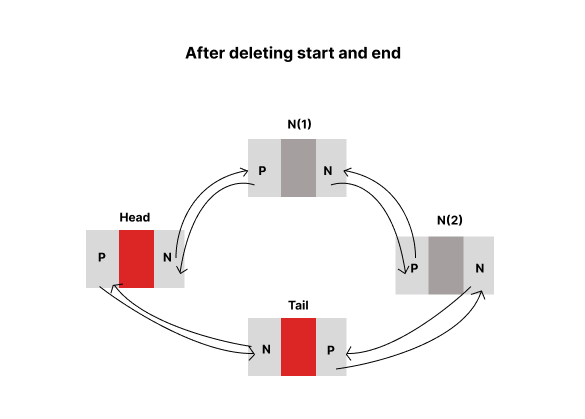 After deleting start and end
N(1)
P N
Head
P N
N(2)
P N
Tail
N P